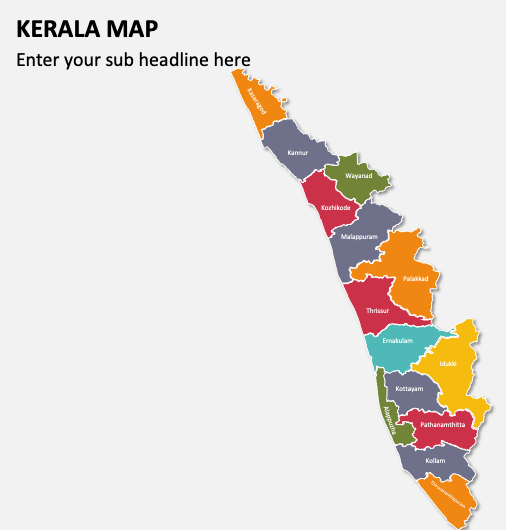 KERALA MAP
Enter your sub headline here
Kasaragod
Kannur
Wayanad
Kozhikode
Malappuram
Palakkad
Thrissur
Ernakulam
Idukki
Kottayam
Alappuzha
Pathanamthitta
Kollam